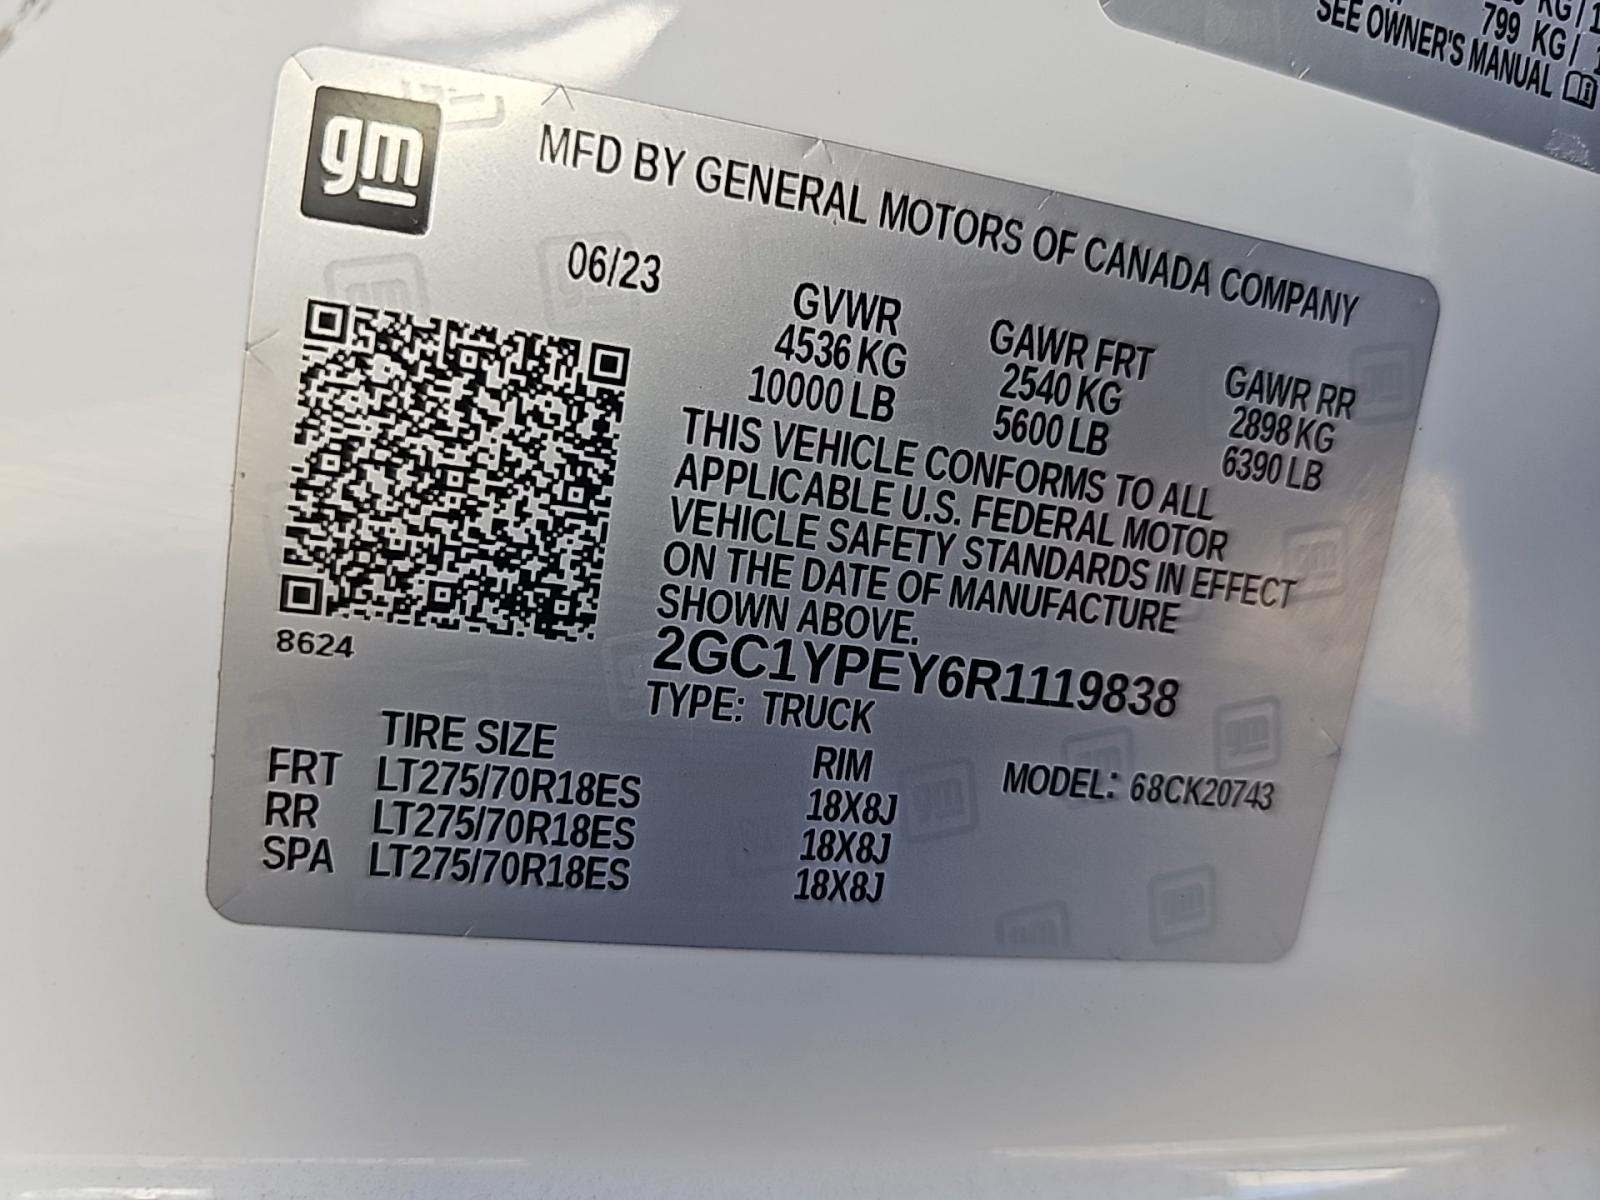 KG/
799 KG/
SEE OWNER'S MANUAL
gm
MFD BY GENERAL MOTORS OF CANADA COMPANY
06/23
GVWR GAWR FRT GAWR RR
4536 KG 2540 KG 2898 KG
10000 LB 5600 LB 6390 LB
THIS VEHICLE CONFORMS TO ALL
APPLICABLE U.S. FEDERAL MOTOR
VEHICLE SAFETY STANDARDS IN EFFECT
ON THE DATE OF MANUFACTURE
SHOWN ABOVE.
8624
2GC1YPEY6R1119838
TYPE: TRUCK
TIRE SIZE RIM MODEL: 68CK20743
FRT LT275/70R18ES 18X8J
RR LT275/70R18ES 18X8J
SPA LT275/70R18ES 18X8J